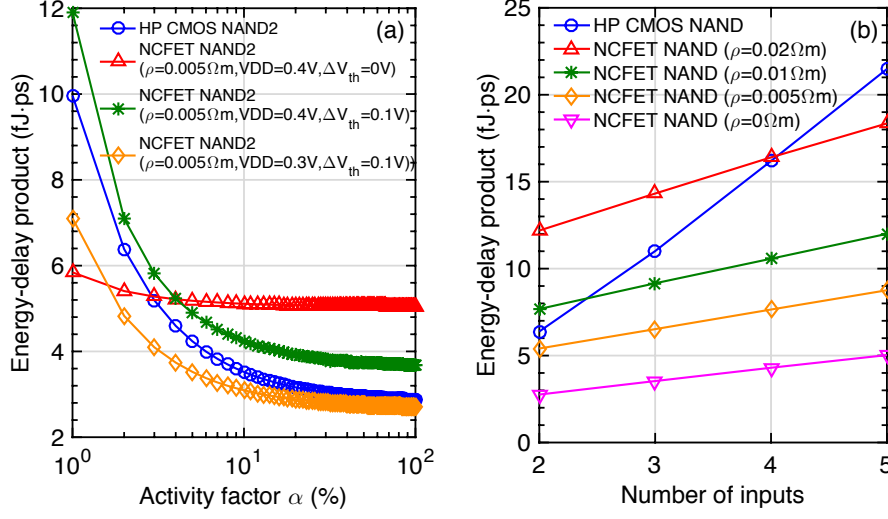 (a)
HP CMOS NAND2
NCFET NAND2
(ρ=0.005Ωm,VDD=0.4V,ΔVth=0V)
NCFET NAND2
(ρ=0.005Ωm,VDD=0.4V,ΔVth=0.1V)
NCFET NAND2
(ρ=0.005Ωm,VDD=0.3V,ΔVth=0.1V))
Energy-delay product (fJ·ps)
12
10
8
6
4
2
10^0
10^1
10^2
Activity factor α (%)
(b)
HP CMOS NAND
NCFET NAND (ρ=0.02Ωm)
NCFET NAND (ρ=0.01Ωm)
NCFET NAND (ρ=0.005Ωm)
NCFET NAND (ρ=0Ωm)
Energy-delay product (fJ·ps)
25
20
15
10
5
0
2
3
4
5
Number of inputs